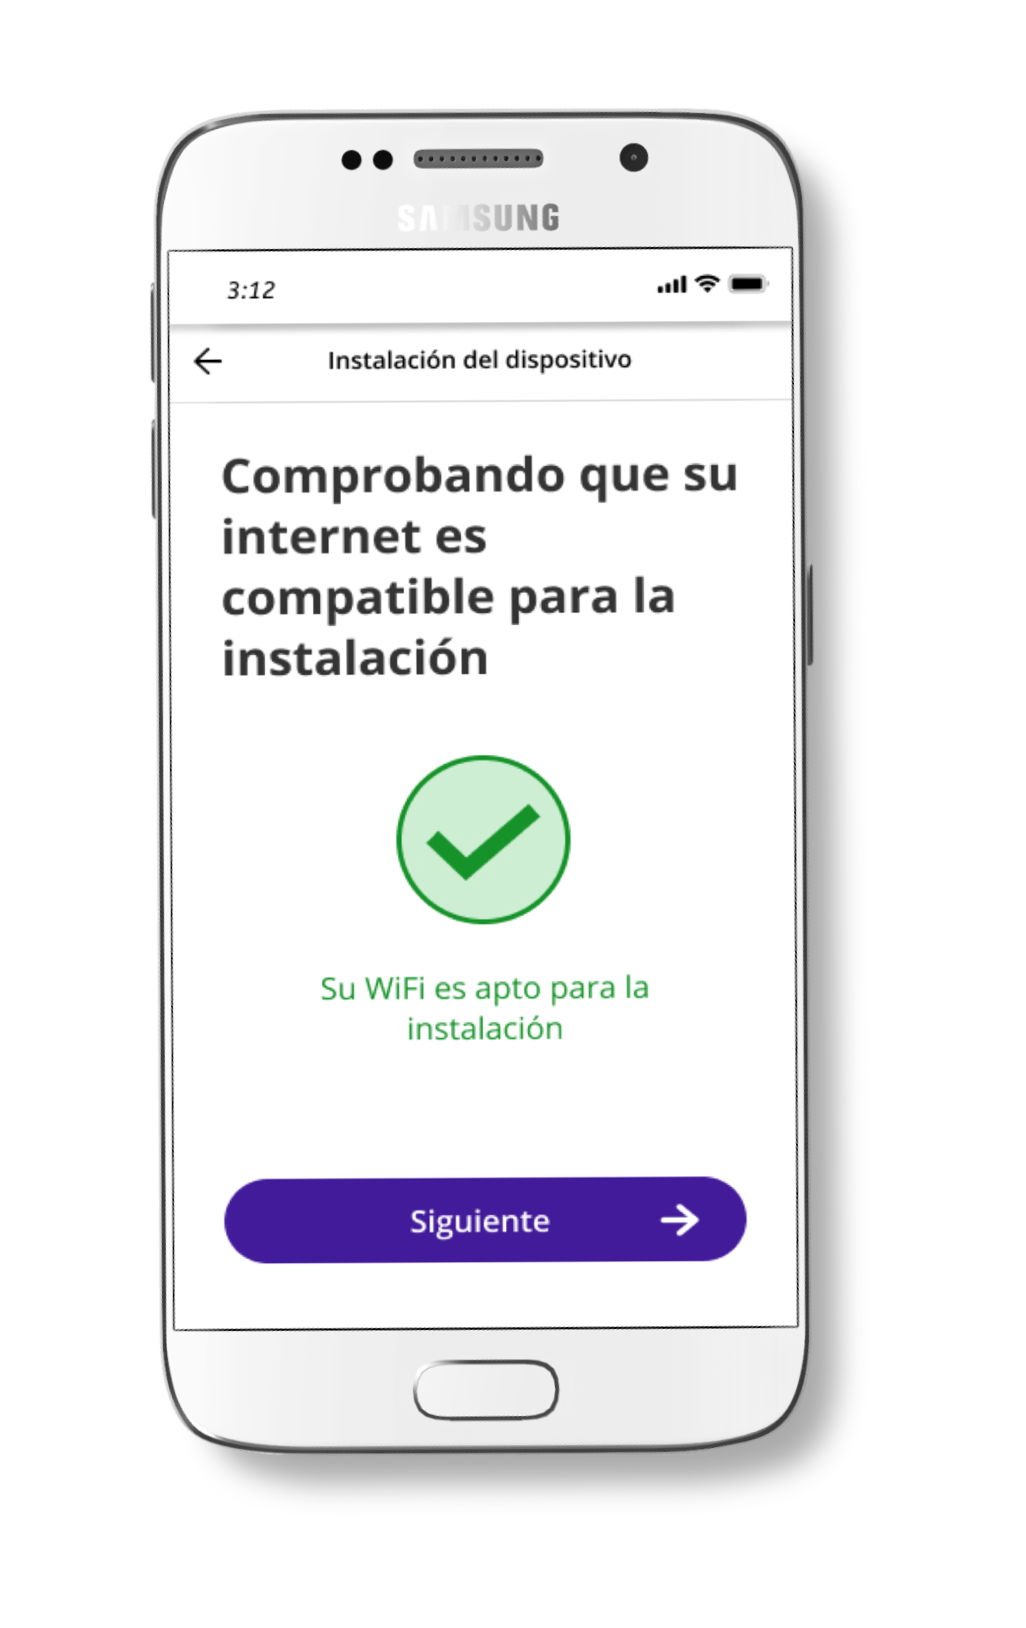 SAMSUNG
3:12
Instalación del dispositivo
Comprobando que su
internet es
compatible para la
instalación
Su WiFi es apto para la
instalación
Siguiente